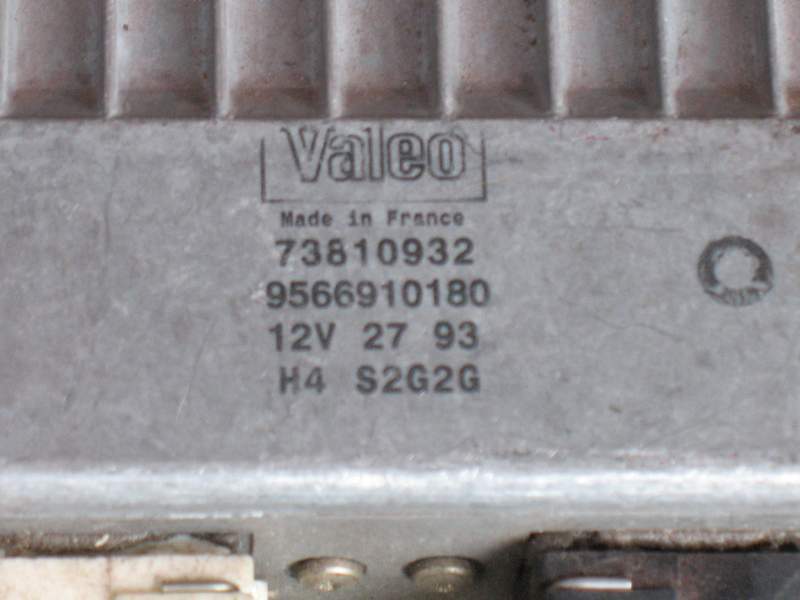 Valeo
Made in France
73810932
9566910180
12V 27 93
H4 S2G2G